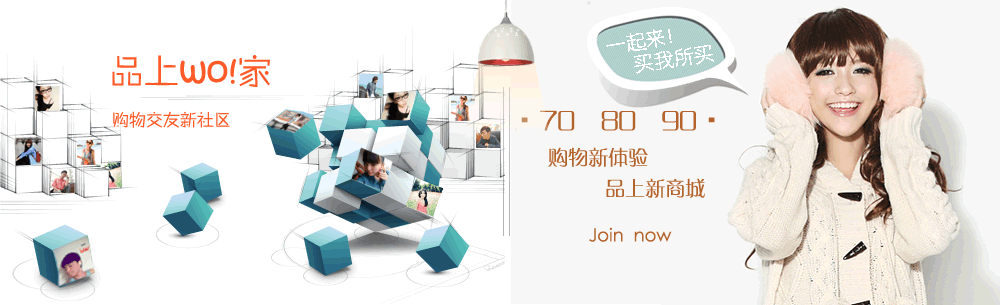 品上wo!家
购物交友新社区
一起来!
买我所买
70 80 90
购物新体验
品上新商城
Join now